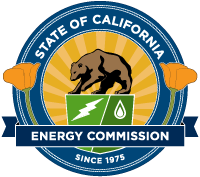 STATE OF CALIFORNIA
ENERGY COMMISSION
SINCE 1975